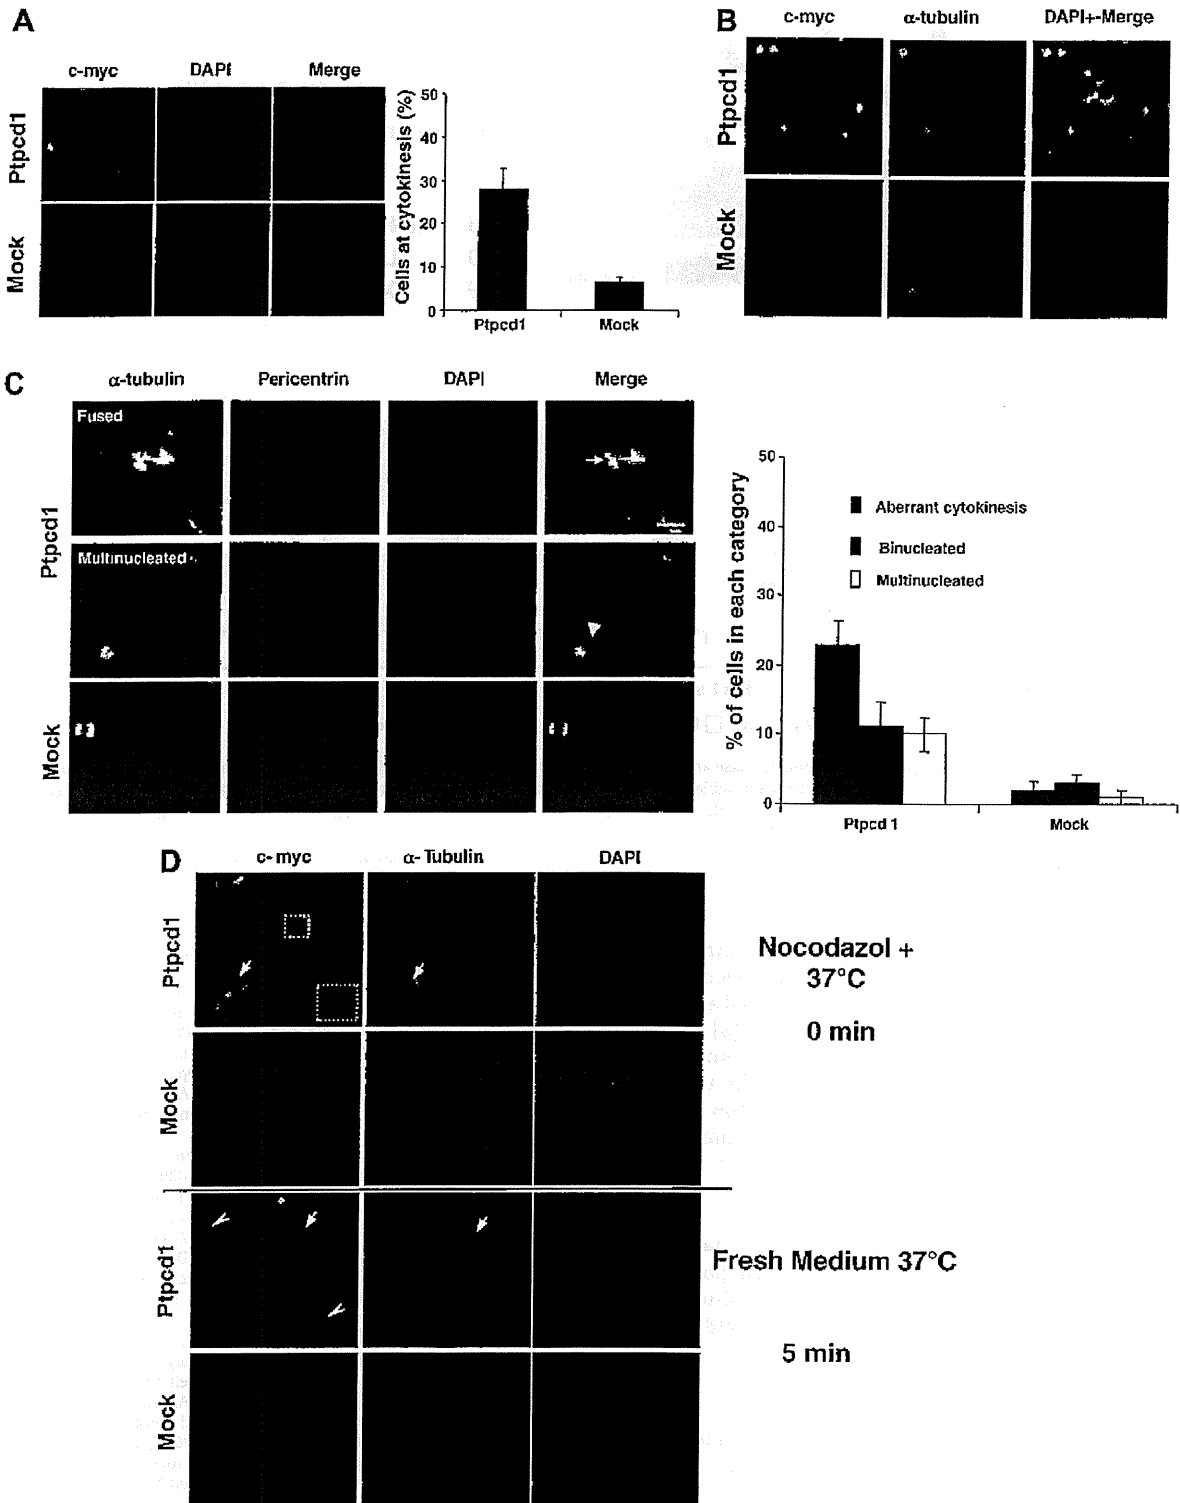 A
c-myc DAPI Merge
Ptpcd1
Mock
Cells at cytokinesis (%)
50
40
30
20
10
0
Ptpcd1 Mock
B
c-myc α-tubulin DAPI+-Merge
Ptpcd1
Mock
C
α-tubulin Pericentrin DAPI Merge
Ptpcd1
Fused
Multinucleated
Mock
% of cells in each category
50
40
30
20
10
0
Aberrant cytokinesis
Binucleated
Multinucleated
Ptpcd 1 Mock
D
c- myc α- Tubulin DAPI
Ptpcd1
Mock
Nocodazol +
37°C
0 min
Ptpcd1
Mock
Fresh Medium 37°C
5 min